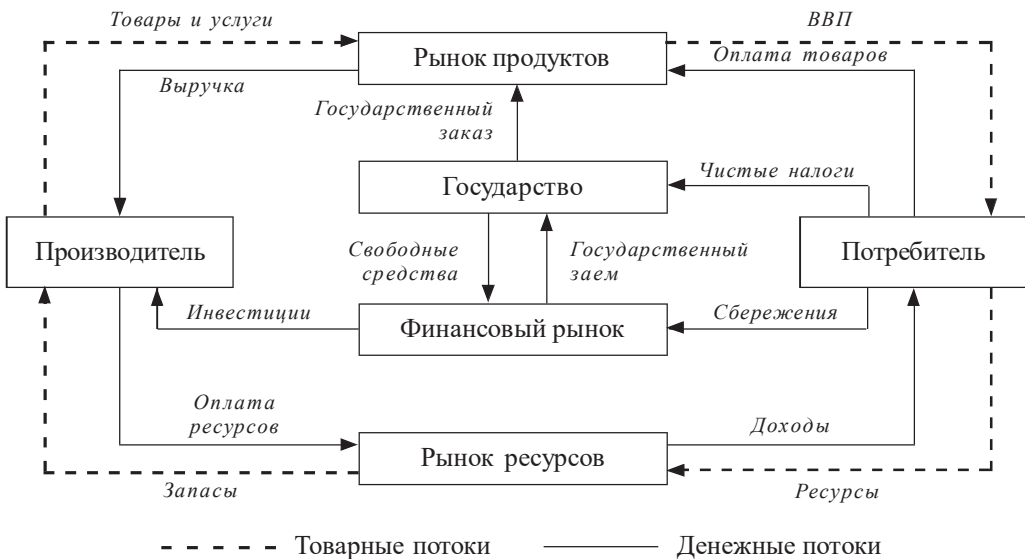 Товары и услуги
ВВП
Рынок продуктов
Выручка
Оплата товаров
Государственный
заказ
Государство
Чистые налоги
Производитель
Свободные
средства
Государственный
заем
Потребитель
Инвестиции
Финансовый рынок
Сбережения
Оплата
ресурсов
Рынок ресурсов
Доходы
Запасы
Ресурсы
Товарные потоки
Денежные потоки